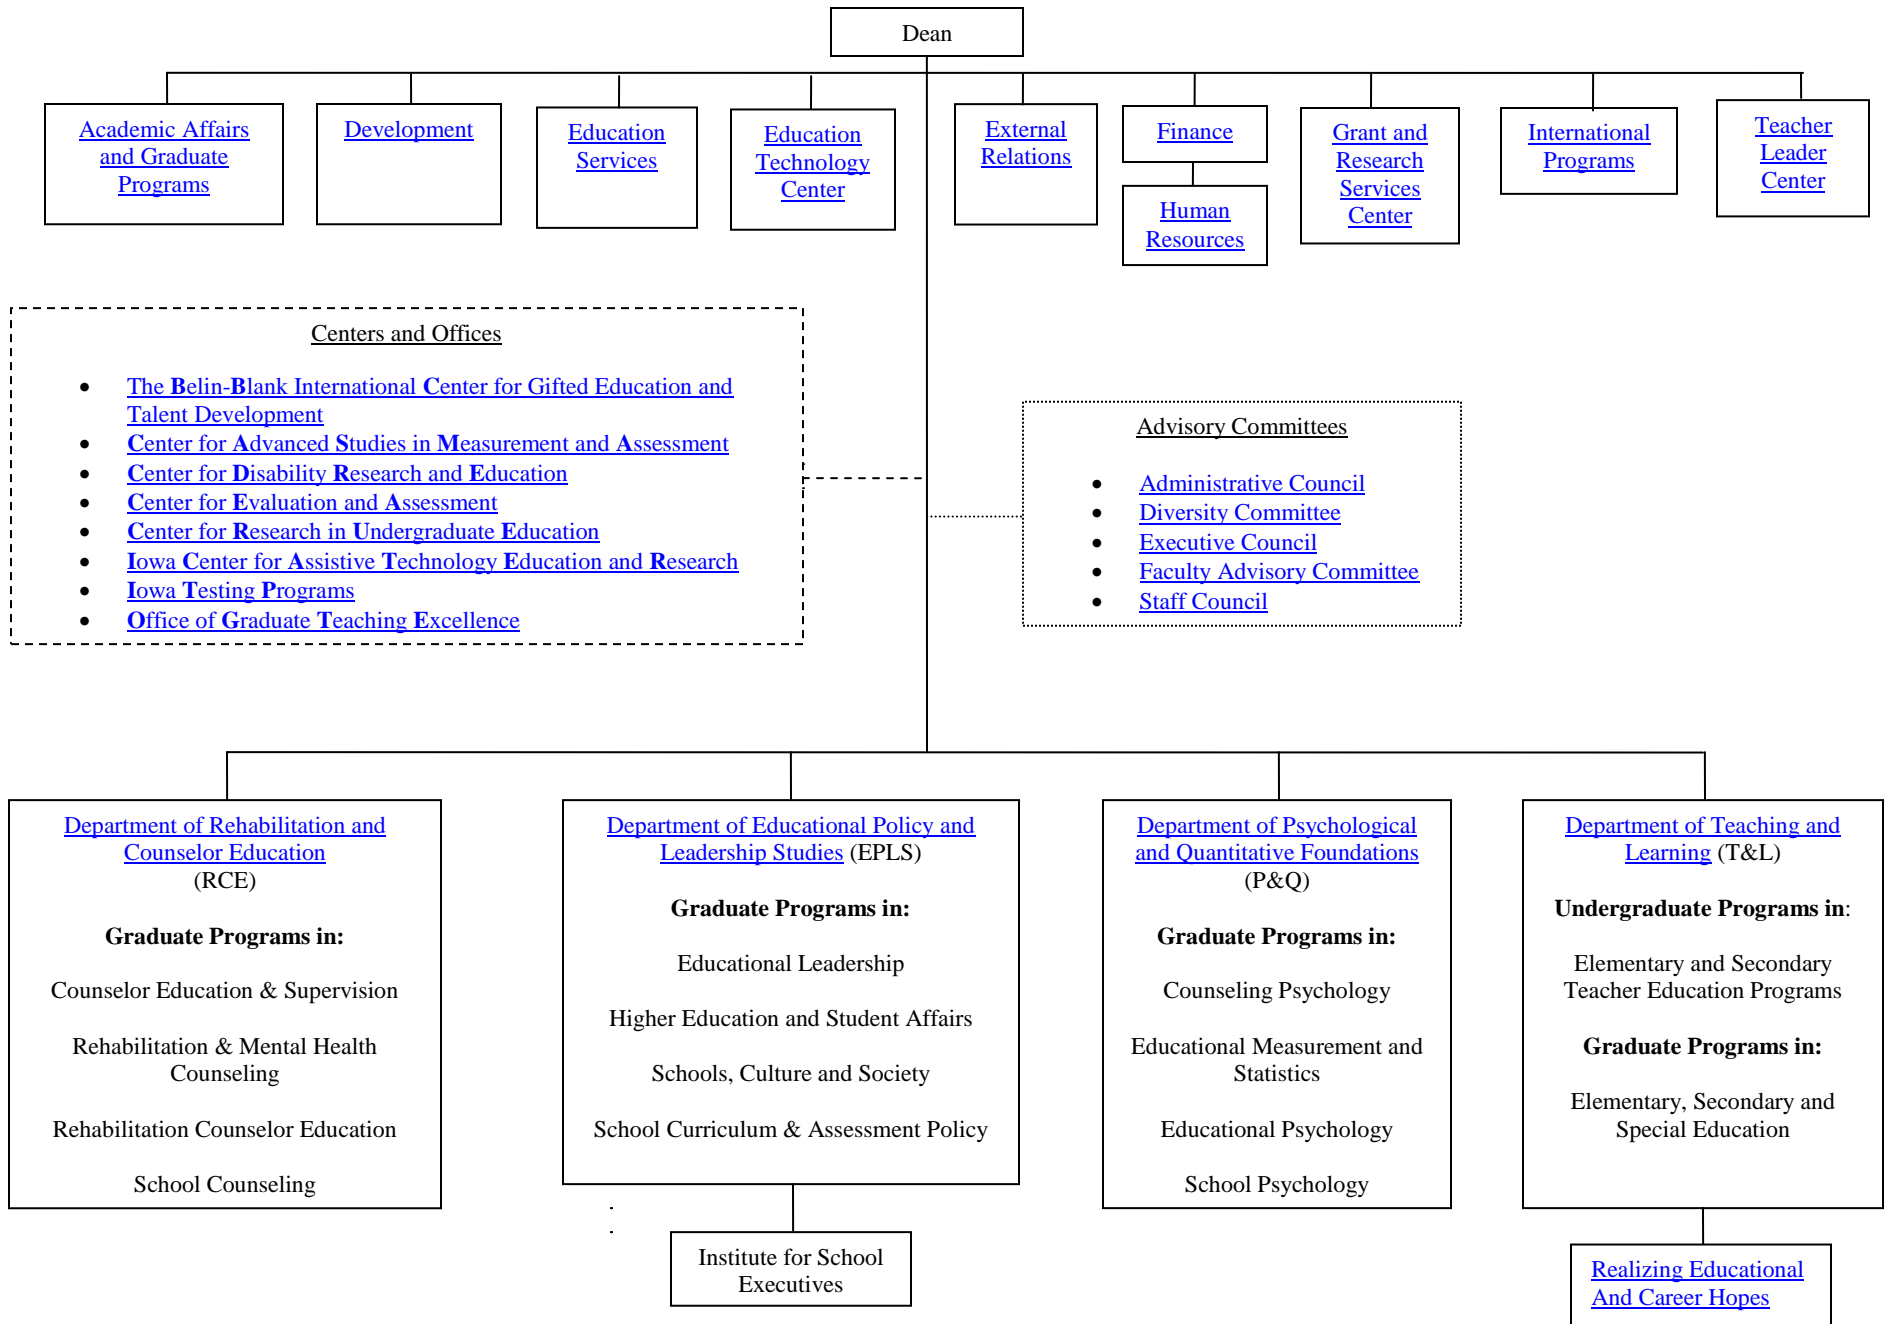 Dean
Academic Affairs
and Graduate
Programs
Development
Education
Services
Education
Technology
Center
External
Relations
Finance
Human
Resources
Grant and
Research
Services
Center
International
Programs
Teacher
Leader
Center
Centers and Offices
• The Belin-Blank International Center for Gifted Education and
Talent Development
• Center for Advanced Studies in Measurement and Assessment
• Center for Disability Research and Education
• Center for Evaluation and Assessment
• Center for Research in Undergraduate Education
• Iowa Center for Assistive Technology Education and Research
• Iowa Testing Programs
• Office of Graduate Teaching Excellence
Advisory Committees
• Administrative Council
• Diversity Committee
• Executive Council
• Faculty Advisory Committee
• Staff Council
Department of Rehabilitation and
Counselor Education
(RCE)
Graduate Programs in:
Counselor Education & Supervision
Rehabilitation & Mental Health
Counseling
Rehabilitation Counselor Education
School Counseling
Department of Educational Policy and
Leadership Studies (EPLS)
Graduate Programs in:
Educational Leadership
Higher Education and Student Affairs
Schools, Culture and Society
School Curriculum & Assessment Policy
Institute for School
Executives
Department of Psychological
and Quantitative Foundations
(P&Q)
Graduate Programs in:
Counseling Psychology
Educational Measurement and
Statistics
Educational Psychology
School Psychology
Department of Teaching and
Learning (T&L)
Undergraduate Programs in:
Elementary and Secondary
Teacher Education Programs
Graduate Programs in:
Elementary, Secondary and
Special Education
Realizing Educational
And Career Hopes